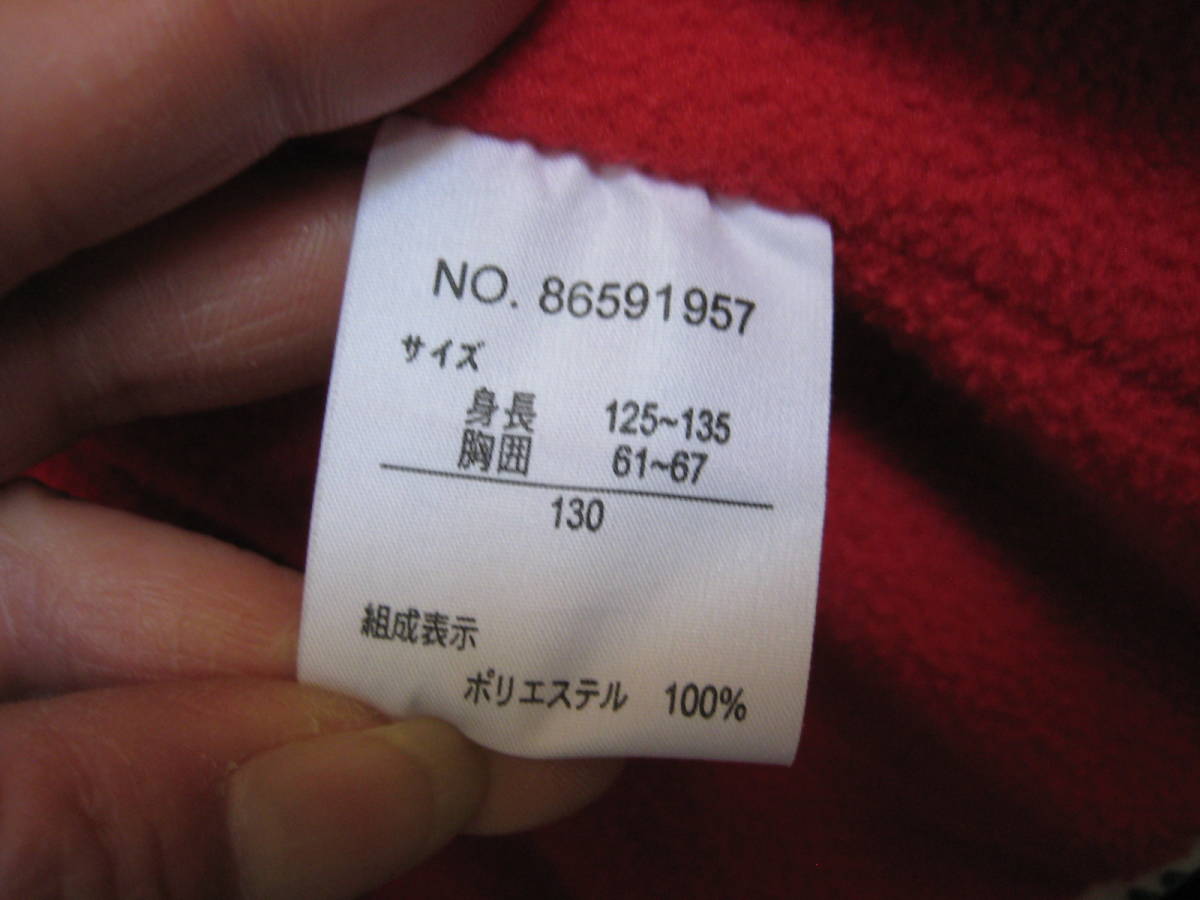 NO. 86591957
サイズ
身長 125~135
胸囲 61~67
130
組成表示
ポリエステル 100%